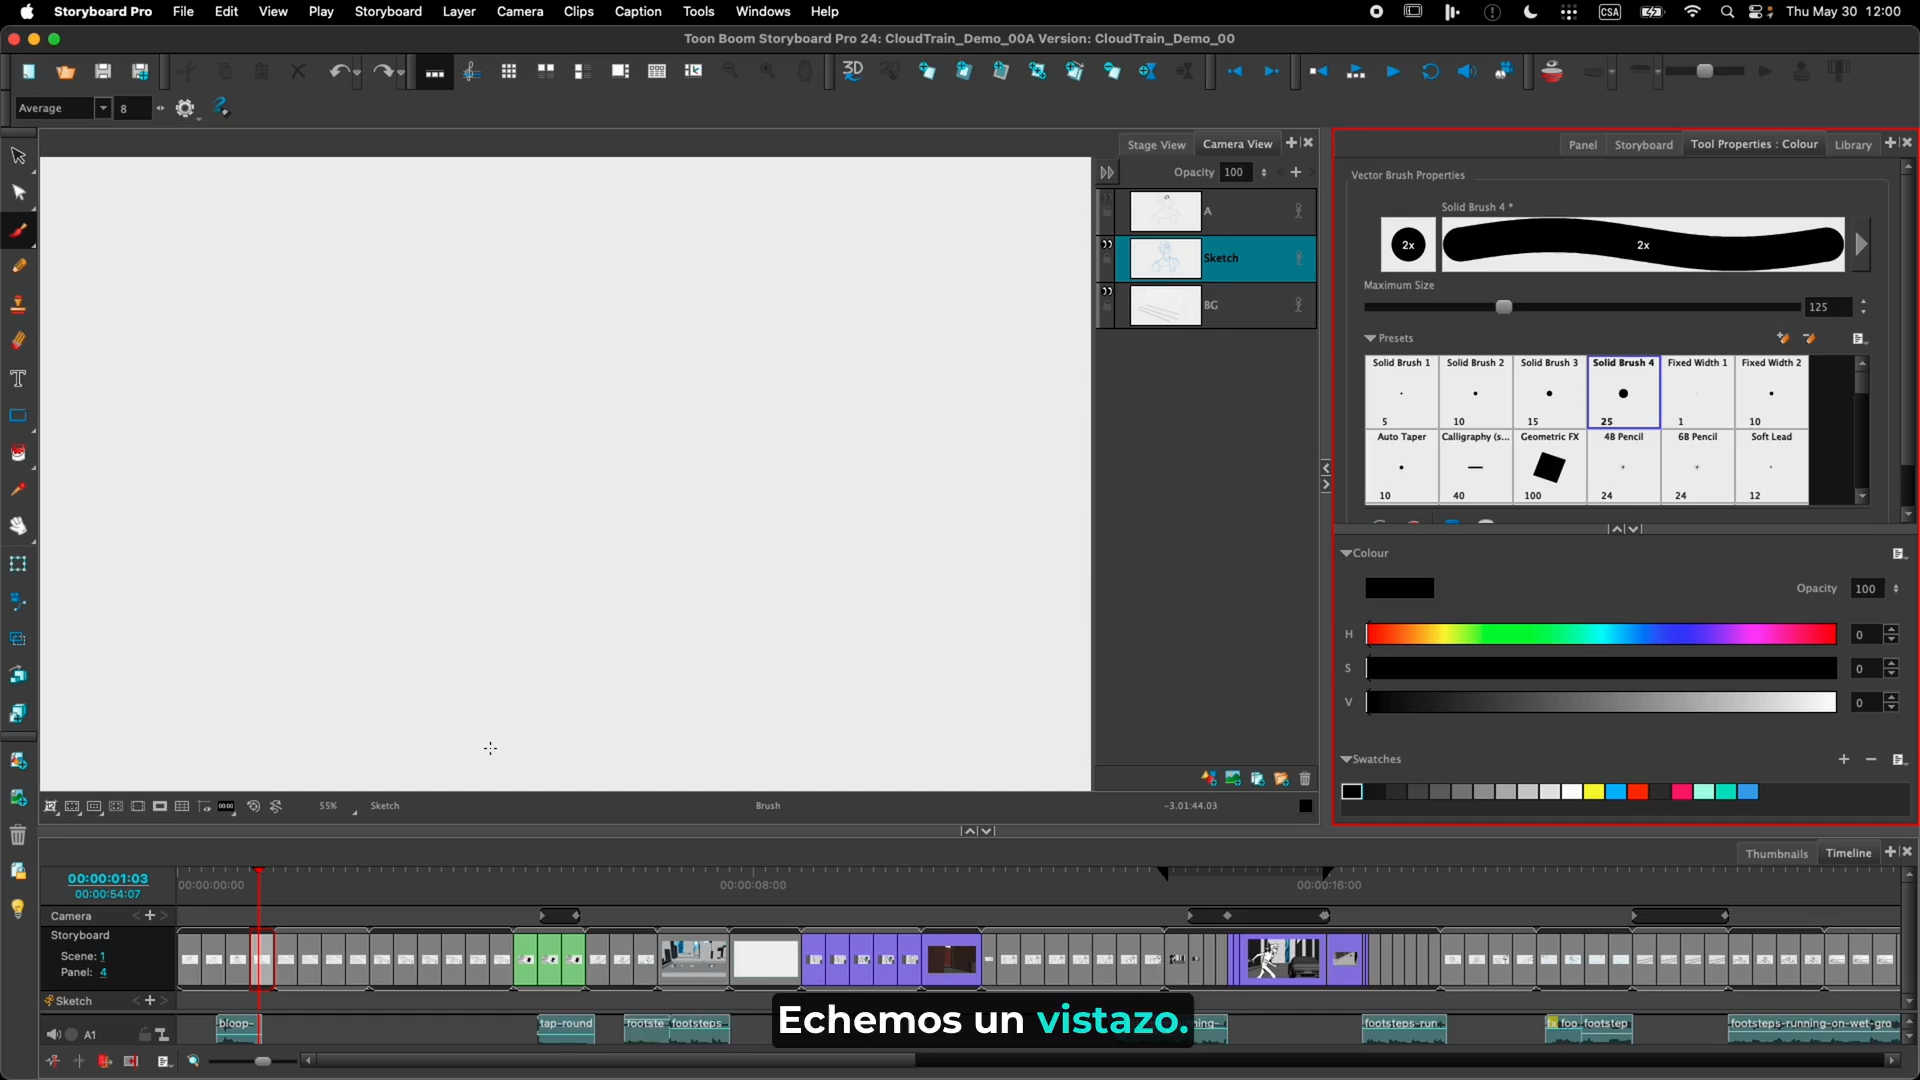 Storyboard Pro File Edit View Play Storyboard Layer Camera Clips Caption Tools Windows Help CSA Thu May 30 12:00
Toon Boom Storyboard Pro 24: CloudTrain_Demo_00A Version: CloudTrain_Demo_00
3D
Average 8
Stage View Camera View
Opacity 100
A
Sketch
BG
Panel Storyboard Tool Properties : Colour Library
Vector Brush Properties
Solid Brush 4 *
2x 2x
Maximum Size
125
Presets
Solid Brush 1 Solid Brush 2 Solid Brush 3 Solid Brush 4 Fixed Width 1 Fixed Width 2
5 10 15 25 1 10
Auto Taper Calligraphy (s... Geometric FX 4B Pencil 6B Pencil Soft Lead
10 40 100 24 24 12
Colour
Opacity 100
H 0
S 0
V 0
Swatches
55% Sketch Brush -3.01:44.03
Thumbnails Timeline
00:00:01:03
00:00:54:07
00:00:00:00 00:00:08:00 00:00:16:00
Camera
Storyboard
Scene: 1
Panel: 4
Sketch
Echemos un vistazo.
A1 bloop- tap-round footste footsteps- footsteps-run fx foo footstep footsteps-running-on-wet-gro